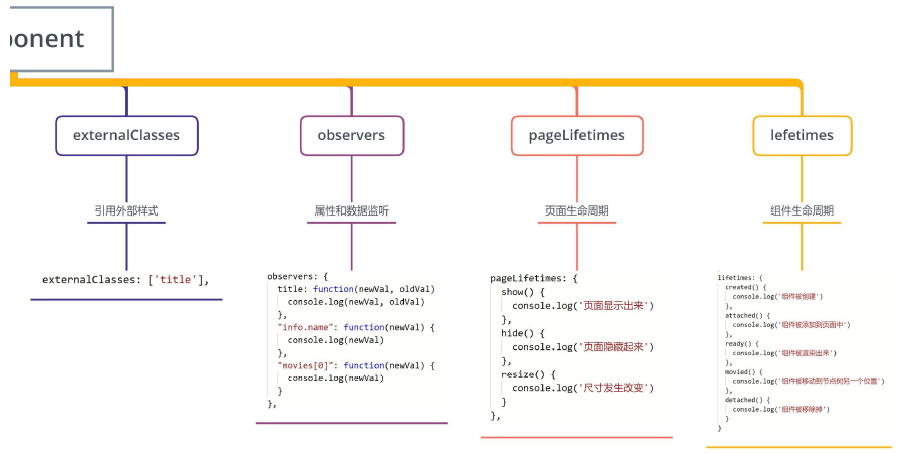 ponent
externalClasses
引用外部样式
externalClasses: ['title'],
observers
属性和数据监听
observers: {
title: function(newVal, oldVal)
console.log(newVal, oldVal)
},
"info.name": function(newVal) {
console.log(newVal)
},
"movies[0]": function(newVal) {
console.log(newVal)
}
},
pageLifetimes
页面生命周期
pageLifetimes: {
show() {
console.log('页面显示出来')
},
hide() {
console.log('页面隐藏起来')
},
resize() {
console.log('尺寸发生改变')
}
},
lefetimes
组件生命周期
lifetimes: {
created() {
console.log('组件被创建')
},
attached() {
console.log('组件被添加到页面中')
},
ready() {
console.log('组件被渲染出来')
},
movied() {
console.log('组件被移动到节点树另一个位置')
},
detached() {
console.log('组件被移除掉')
}
}